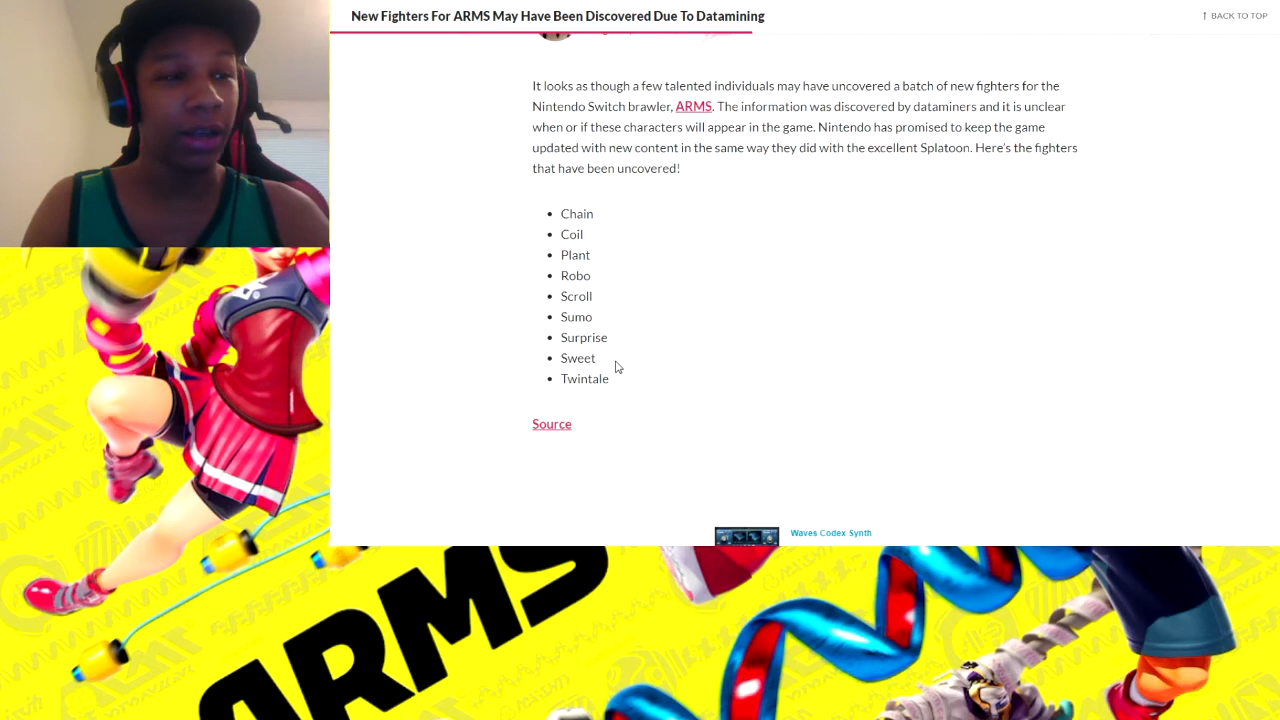 New Fighters For ARMS May Have Been Discovered Due To Datamining
↑ BACK TO TOP
It looks as though a few talented individuals may have uncovered a batch of new fighters for the
Nintendo Switch brawler, ARMS. The information was discovered by dataminers and it is unclear
when or if these characters will appear in the game. Nintendo has promised to keep the game
updated with new content in the same way they did with the excellent Splatoon. Here's the fighters
that have been uncovered!
• Chain
• Coil
• Plant
• Robo
• Scroll
• Sumo
• Surprise
• Sweet
• Twintale
Source
Waves Codex Synth
ARMS